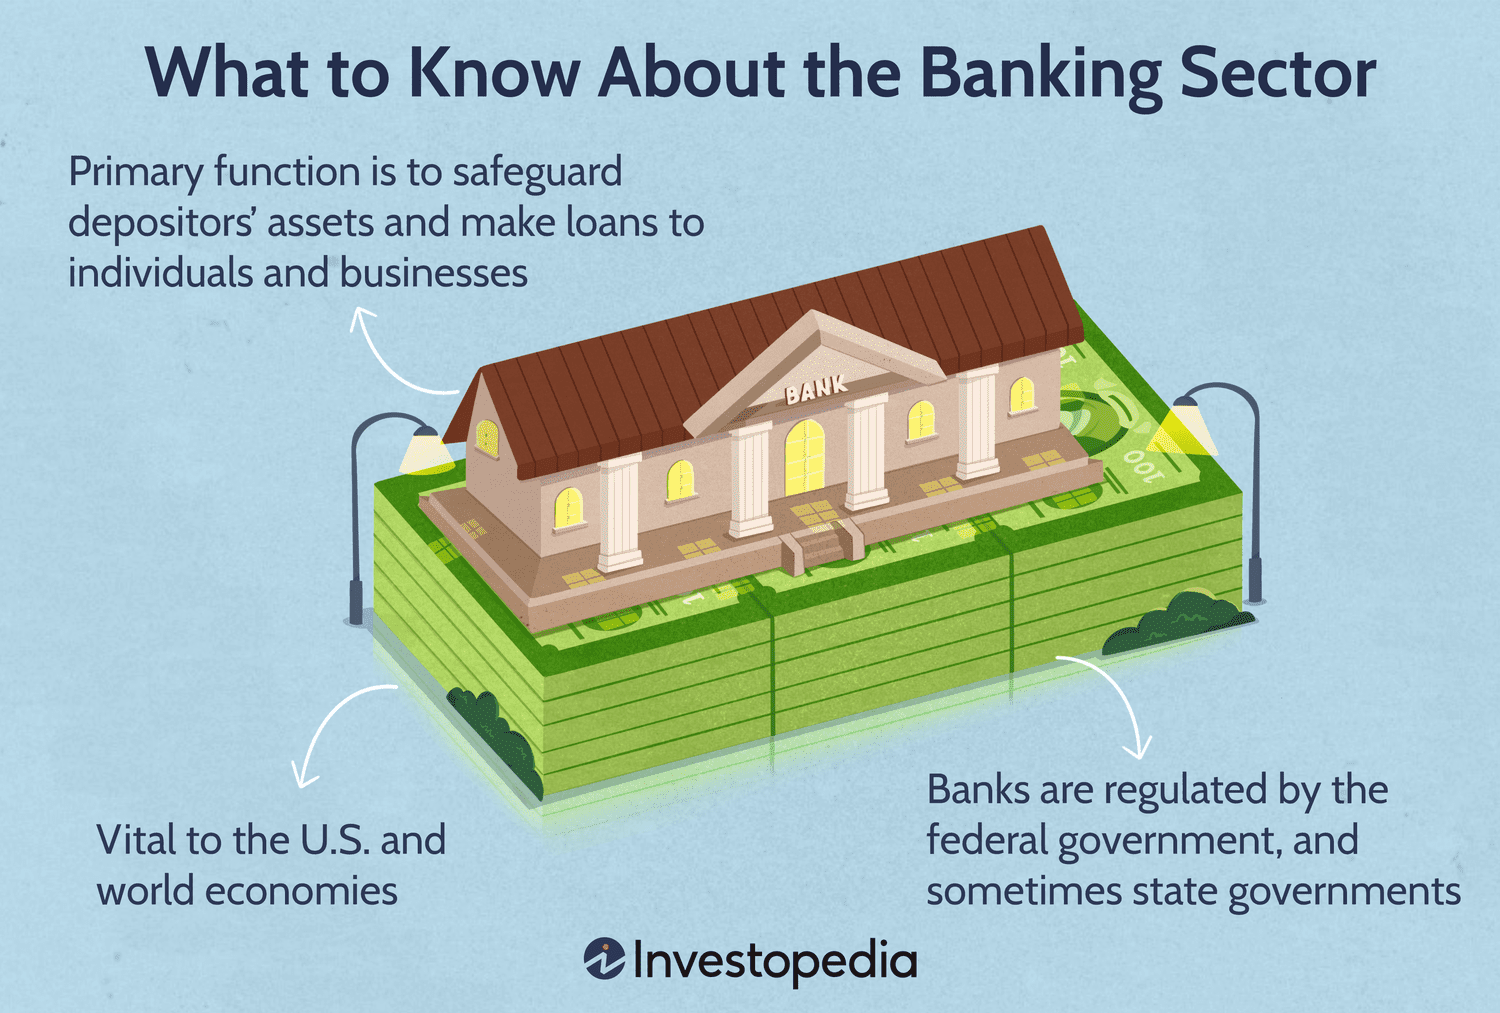 What to Know About the Banking Sector
Primary function is to safeguard
depositors’ assets and make loans to
individuals and businesses
BANK
100
Vital to the U.S. and
world economies
Banks are regulated by the
federal government, and
sometimes state governments
Investopedia